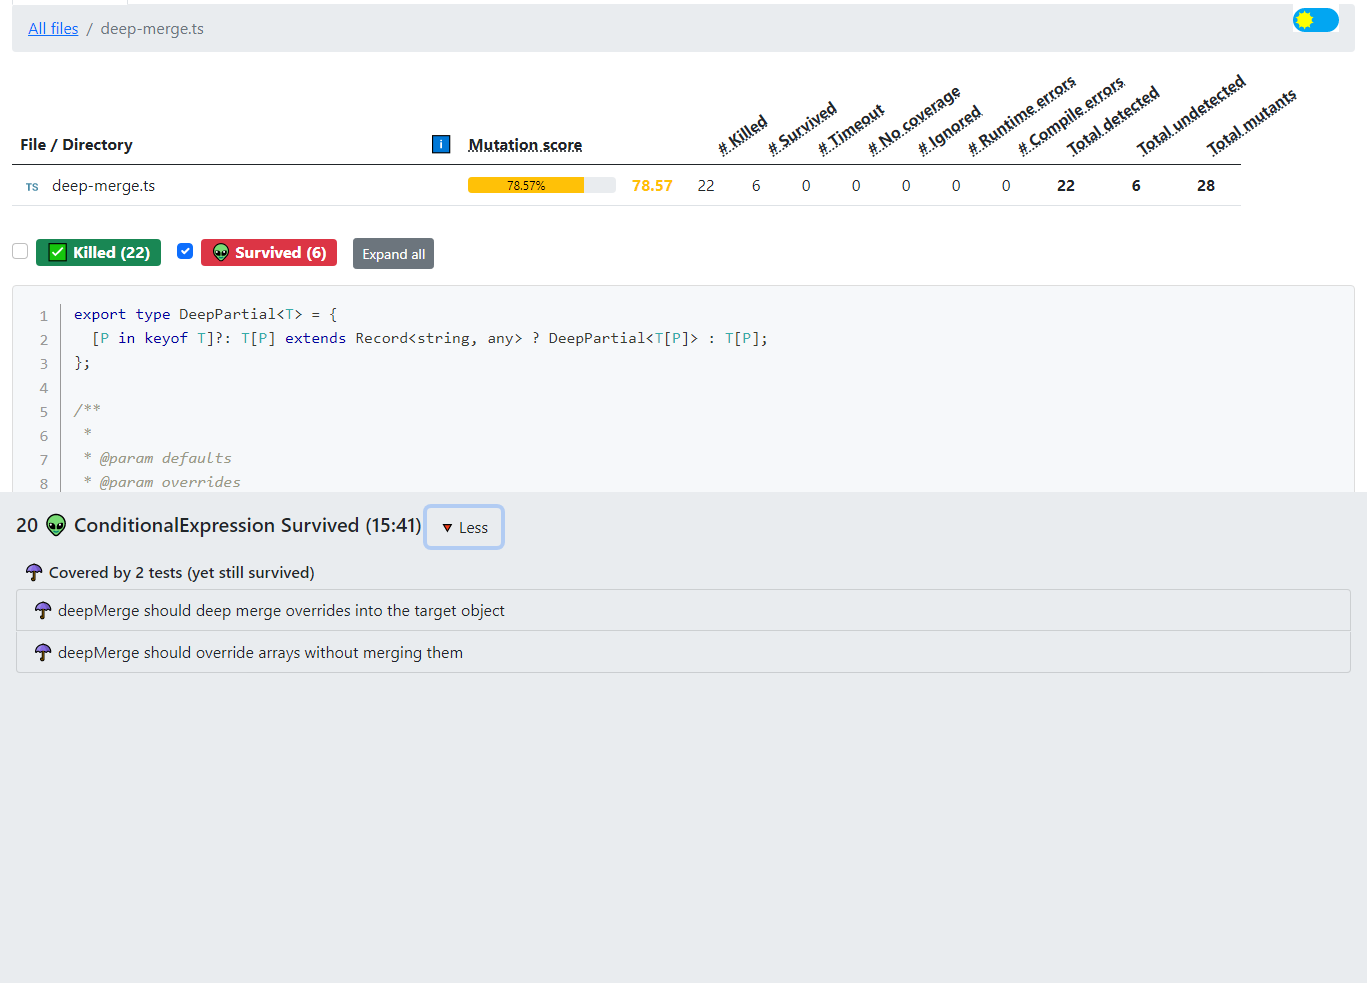 All files / deep-merge.ts
File / Directory Mutation score # Killed # Survived # Timeout # No coverage # Ignored # Runtime errors # Compile errors Total detected Total undetected Total mutants
TS deep-merge.ts 78.57% 78.57 22 6 0 0 0 0 0 22 6 28
✅ Killed (22) 👽 Survived (6) Expand all
1 export type DeepPartial<T> = {
2 [P in keyof T]?: T[P] extends Record<string, any> ? DeepPartial<T[P]> : T[P];
3 };
4
5 /**
6 *
7 * @param defaults
8 * @param overrides
20 👽 ConditionalExpression Survived (15:41) 🔽 Less
☂️ Covered by 2 tests (yet still survived)
☂️ deepMerge should deep merge overrides into the target object
☂️ deepMerge should override arrays without merging them